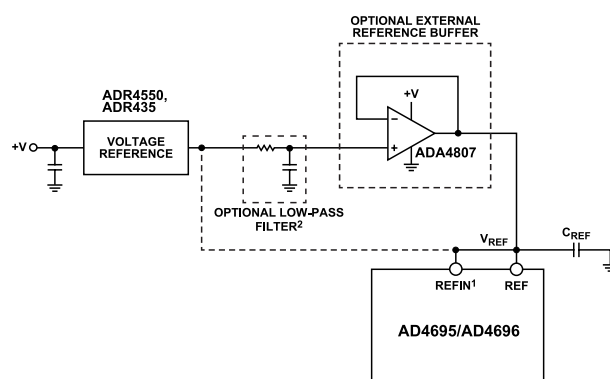 OPTIONAL EXTERNAL
REFERENCE BUFFER
ADR4550,
ADR435
+V
+V
VOLTAGE
REFERENCE
−
+
ADA4807
OPTIONAL LOW-PASS
FILTER2
VREF
CREF
REFIN1
REF
AD4695/AD4696